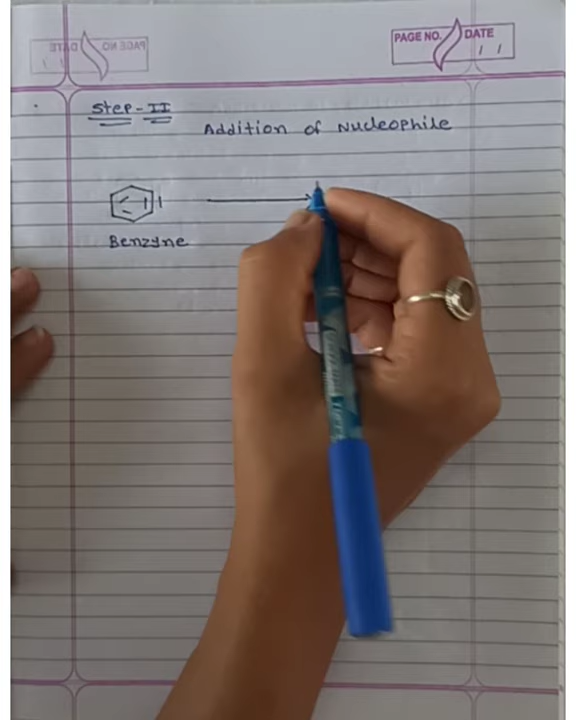 PAGE NO. DATE
/ /
Step-II
Addition of Nucleophile
Benzyne